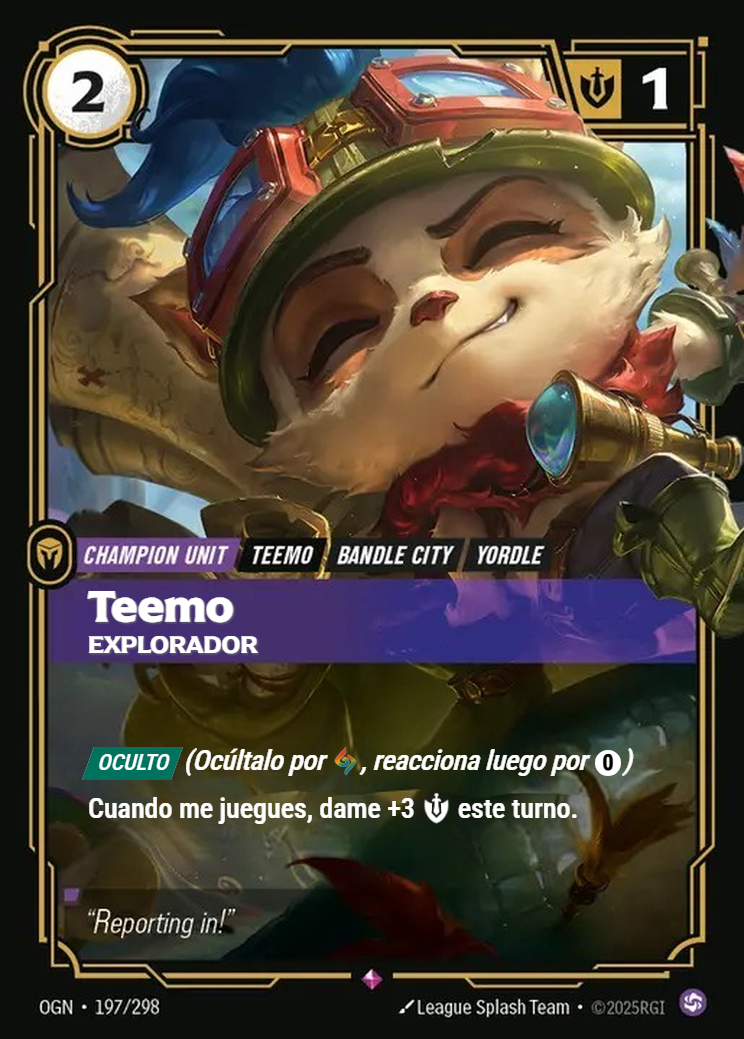 2
1
CHAMPION UNIT TEEMO BANDLE CITY YORDLE
Teemo
EXPLORADOR
OCULTO (Ocúltalo por , reacciona luego por 0)
Cuando me juegues, dame +3 este turno.
“Reporting in!”
OGN • 197/298 League Splash Team • ©2025RGI